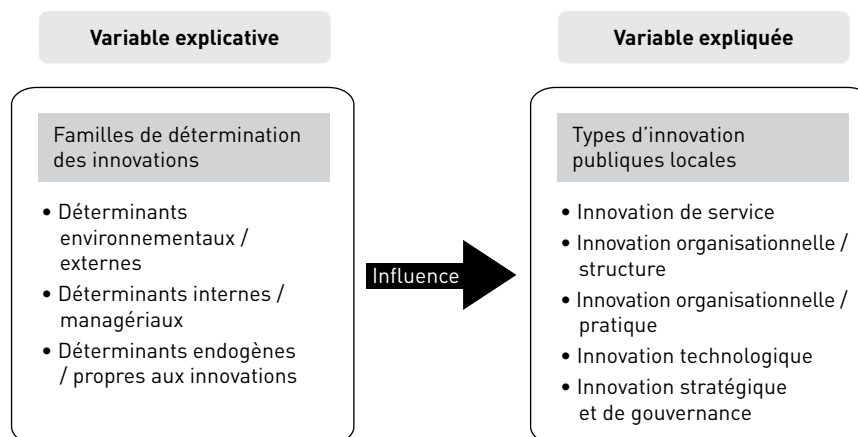 Variable explicative
Familles de détermination
des innovations
• Déterminants
environnementaux /
externes
• Déterminants internes /
managériaux
• Déterminants endogènes
/ propres aux innovations
Influence
Variable expliquée
Types d'innovation
publiques locales
• Innovation de service
• Innovation organisationnelle /
structure
• Innovation organisationnelle /
pratique
• Innovation technologique
• Innovation stratégique
et de gouvernance